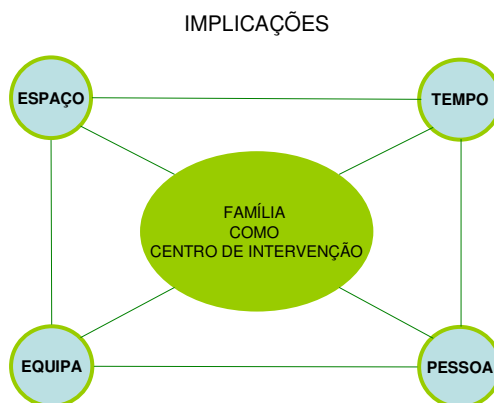 IMPLICAÇÕES
ESPAÇO
TEMPO
FAMÍLIA
COMO
CENTRO DE INTERVENÇÃO
EQUIPA
PESSOA